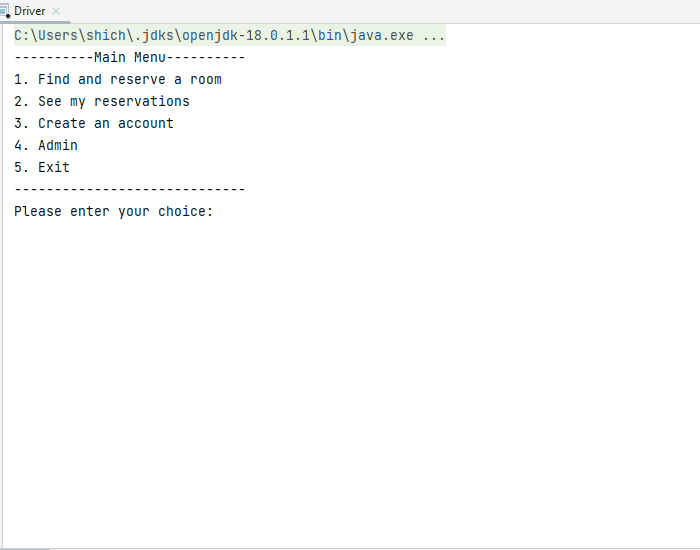 Driver
C:\Users\shich\.jdks\openjdk-18.0.1.1\bin\java.exe ...
----------Main Menu----------
1. Find and reserve a room
2. See my reservations
3. Create an account
4. Admin
5. Exit
-----------------------------
Please enter your choice: